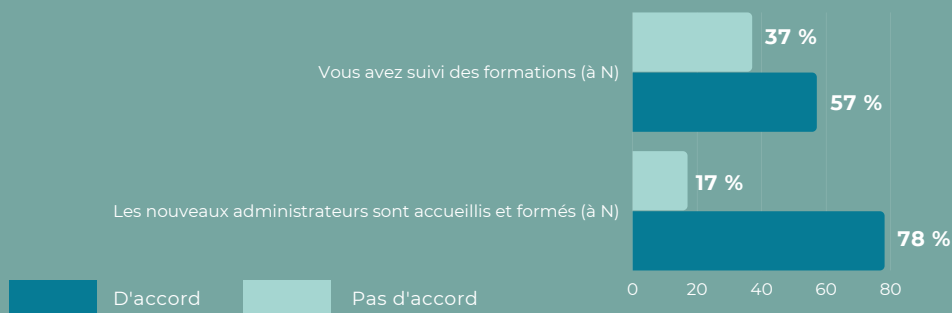 37 %
Vous avez suivi des formations (à N)
57 %
17 %
Les nouveaux administrateurs sont accueillis et formés (à N)
78 %
0 20 40 60 80
D'accord Pas d'accord